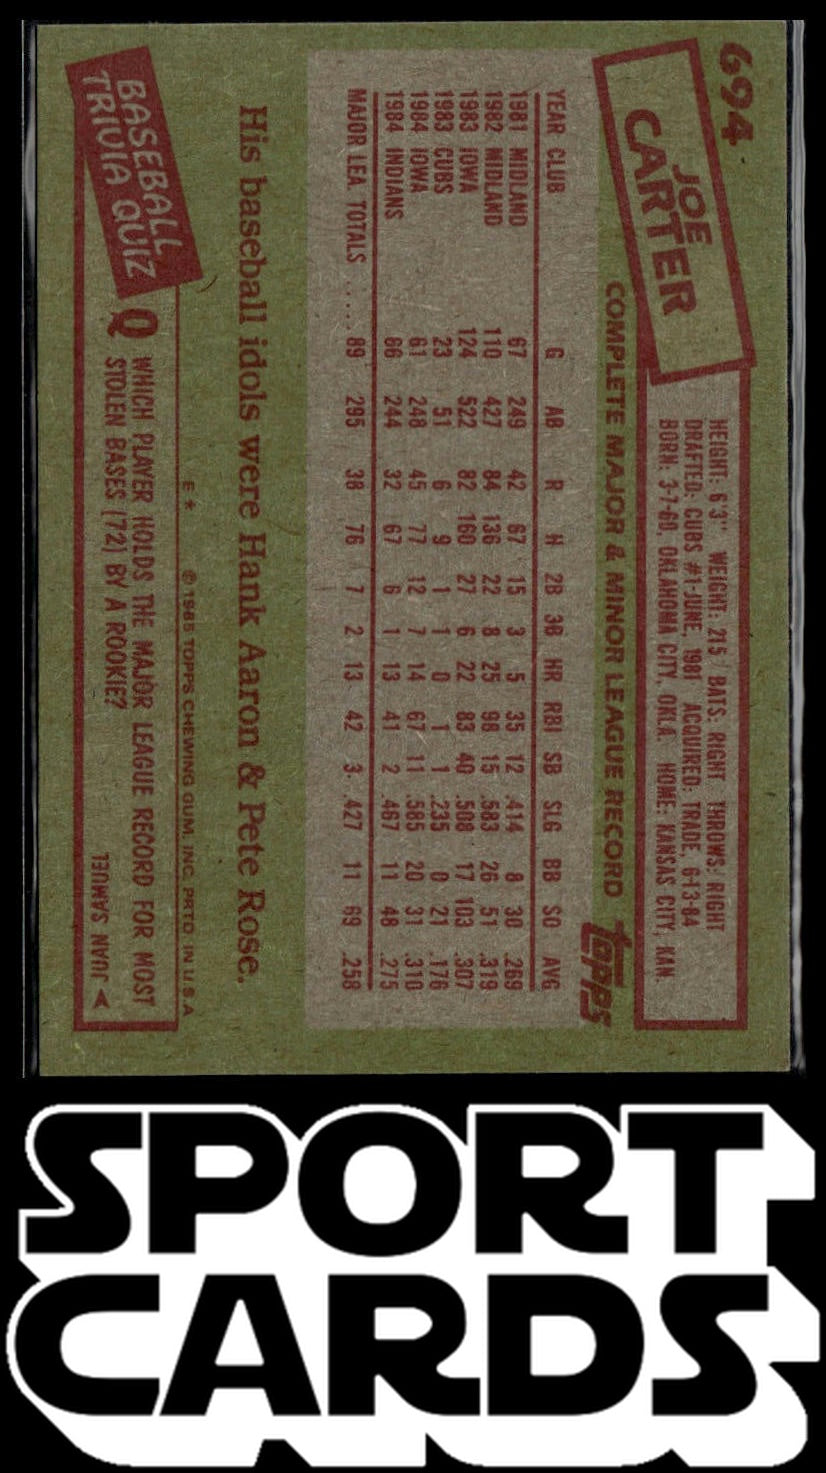 694
JOE
CARTER
HEIGHT: 6'3" WEIGHT: 215 BATS: RIGHT THROWS: RIGHT
DRAFTED: CUBS #1-JUNE, 1981 ACQUIRED: TRADE, 6-13-84
BORN: 3-7-60, OKLAHOMA CITY, OKLA. HOME: KANSAS CITY, KAN.
COMPLETE MAJOR & MINOR LEAGUE RECORD topps
YEAR CLUB G AB R H 2B 3B HR RBI SB SLG BB SO AVG
1981 MIDLAND 67 249 42 67 15 3 5 35 12 .414 8 30 .269
1982 MIDLAND 110 427 84 136 22 8 25 98 15 .583 26 51 .319
1983 IOWA 124 522 82 160 27 6 22 83 40 .508 17 103 .307
1983 CUBS 23 51 6 9 1 1 0 1 1 .235 0 21 .176
1984 IOWA 61 248 45 77 12 7 14 67 11 .585 20 31 .310
1984 INDIANS 66 244 32 67 6 1 13 41 2 .467 11 48 .275
MAJOR LEA. TOTALS ..... 89 295 38 76 7 2 13 42 3 .427 11 69 .258
His baseball idols were Hank Aaron & Pete Rose.
E* © 1985 TOPPS CHEWING GUM, INC. PRTD. IN U.S.A.
BASEBALL
TRIVIA QUIZ
Q WHICH PLAYER HOLDS THE MAJOR LEAGUE RECORD FOR MOST
STOLEN BASES (72) BY A ROOKIE?
JUAN SAMUEL
SPORT
CARDS